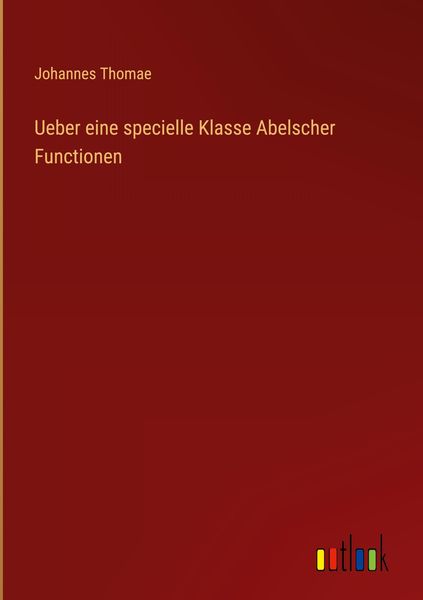 Johannes Thomae
Ueber eine specielle Klasse Abelscher
Functionen
outlook